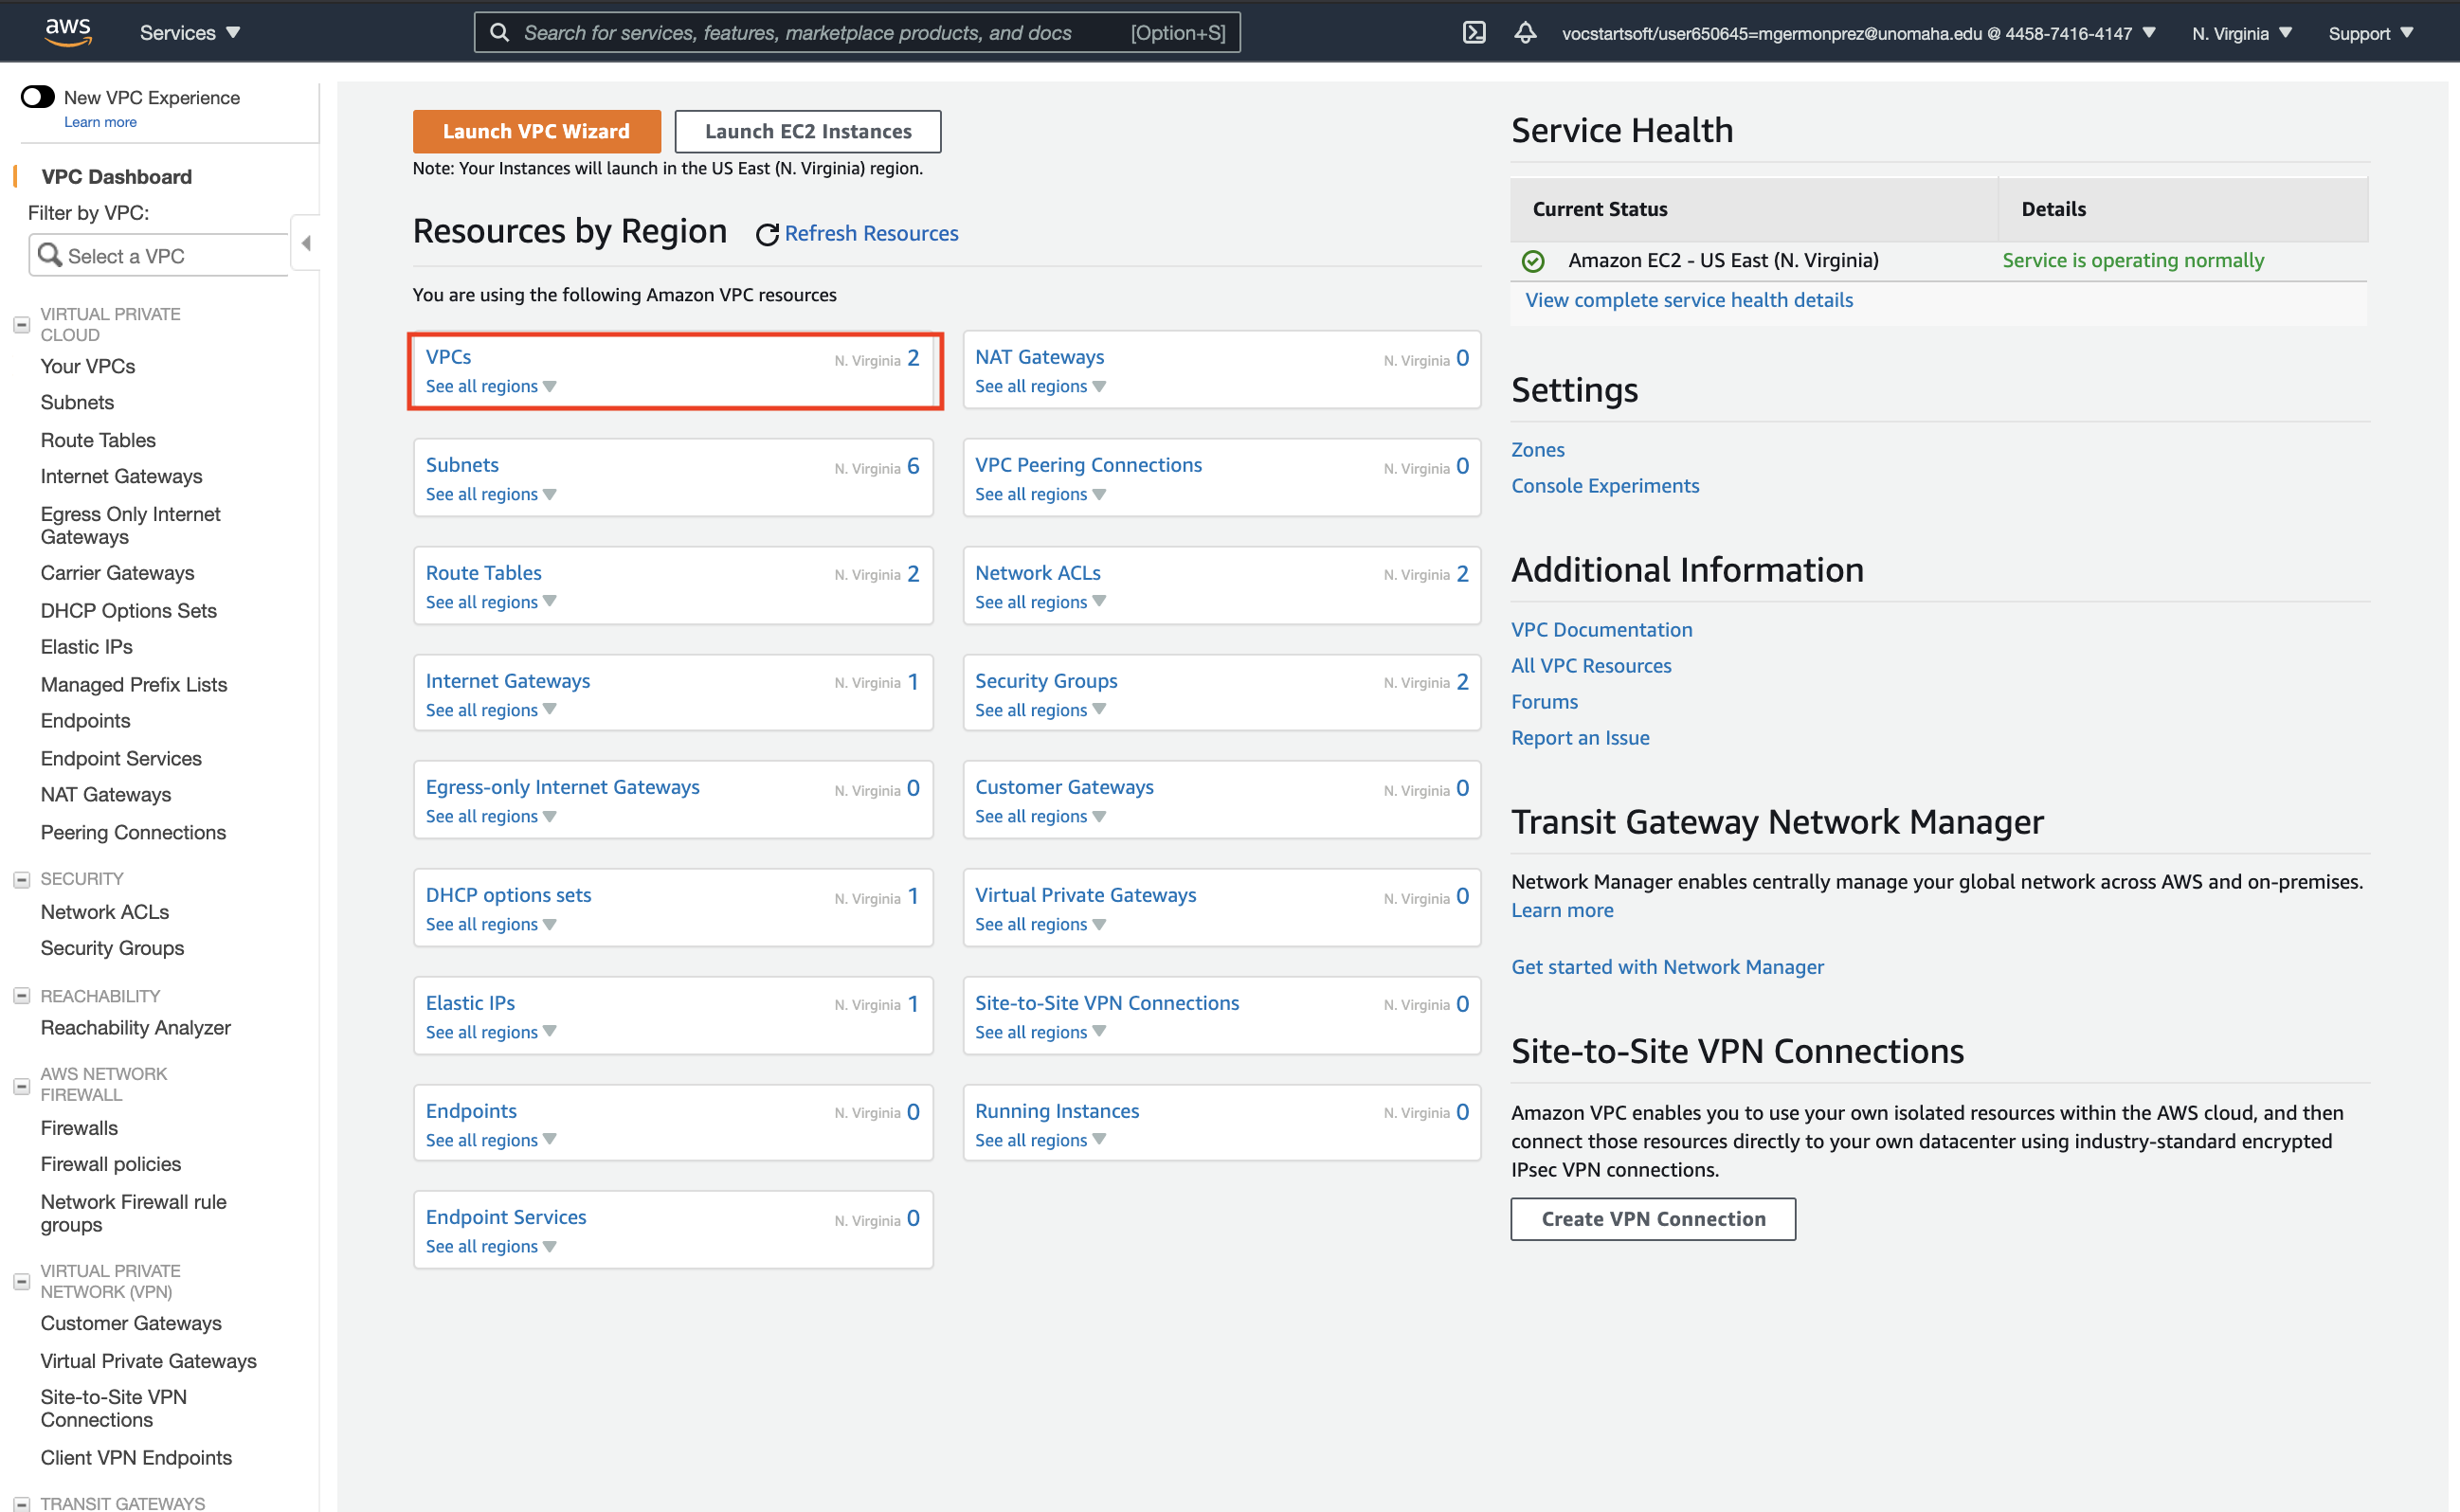 aws
Services
Search for services, features, marketplace products, and docs
[Option+S]
vocstartsoft/user650645=mgermonprez@unomaha.edu @ 4458-7416-4147
N. Virginia
Support
New VPC Experience
Learn more
VPC Dashboard
Filter by VPC:
Select a VPC
VIRTUAL PRIVATE
CLOUD
Your VPCs
Subnets
Route Tables
Internet Gateways
Egress Only Internet
Gateways
Carrier Gateways
DHCP Options Sets
Elastic IPs
Managed Prefix Lists
Endpoints
Endpoint Services
NAT Gateways
Peering Connections
SECURITY
Network ACLs
Security Groups
REACHABILITY
Reachability Analyzer
AWS NETWORK
FIREWALL
Firewalls
Firewall policies
Network Firewall rule
groups
VIRTUAL PRIVATE
NETWORK (VPN)
Customer Gateways
Virtual Private Gateways
Site-to-Site VPN
Connections
Client VPN Endpoints
TRANSIT GATEWAYS
Launch VPC Wizard
Launch EC2 Instances
Note: Your Instances will launch in the US East (N. Virginia) region.
Resources by Region
Refresh Resources
You are using the following Amazon VPC resources
VPCs
N. Virginia 2
See all regions
NAT Gateways
N. Virginia 0
See all regions
Subnets
N. Virginia 6
See all regions
VPC Peering Connections
N. Virginia 0
See all regions
Route Tables
N. Virginia 2
See all regions
Network ACLs
N. Virginia 2
See all regions
Internet Gateways
N. Virginia 1
See all regions
Security Groups
N. Virginia 2
See all regions
Egress-only Internet Gateways
N. Virginia 0
See all regions
Customer Gateways
N. Virginia 0
See all regions
DHCP options sets
N. Virginia 1
See all regions
Virtual Private Gateways
N. Virginia 0
See all regions
Elastic IPs
N. Virginia 1
See all regions
Site-to-Site VPN Connections
N. Virginia 0
See all regions
Endpoints
N. Virginia 0
See all regions
Running Instances
N. Virginia 0
See all regions
Endpoint Services
N. Virginia 0
See all regions
Service Health
Current Status
Details
Amazon EC2 - US East (N. Virginia)
Service is operating normally
View complete service health details
Settings
Zones
Console Experiments
Additional Information
VPC Documentation
All VPC Resources
Forums
Report an Issue
Transit Gateway Network Manager
Network Manager enables centrally manage your global network across AWS and on-premises.
Learn more
Get started with Network Manager
Site-to-Site VPN Connections
Amazon VPC enables you to use your own isolated resources within the AWS cloud, and then
connect those resources directly to your own datacenter using industry-standard encrypted
IPsec VPN connections.
Create VPN Connection